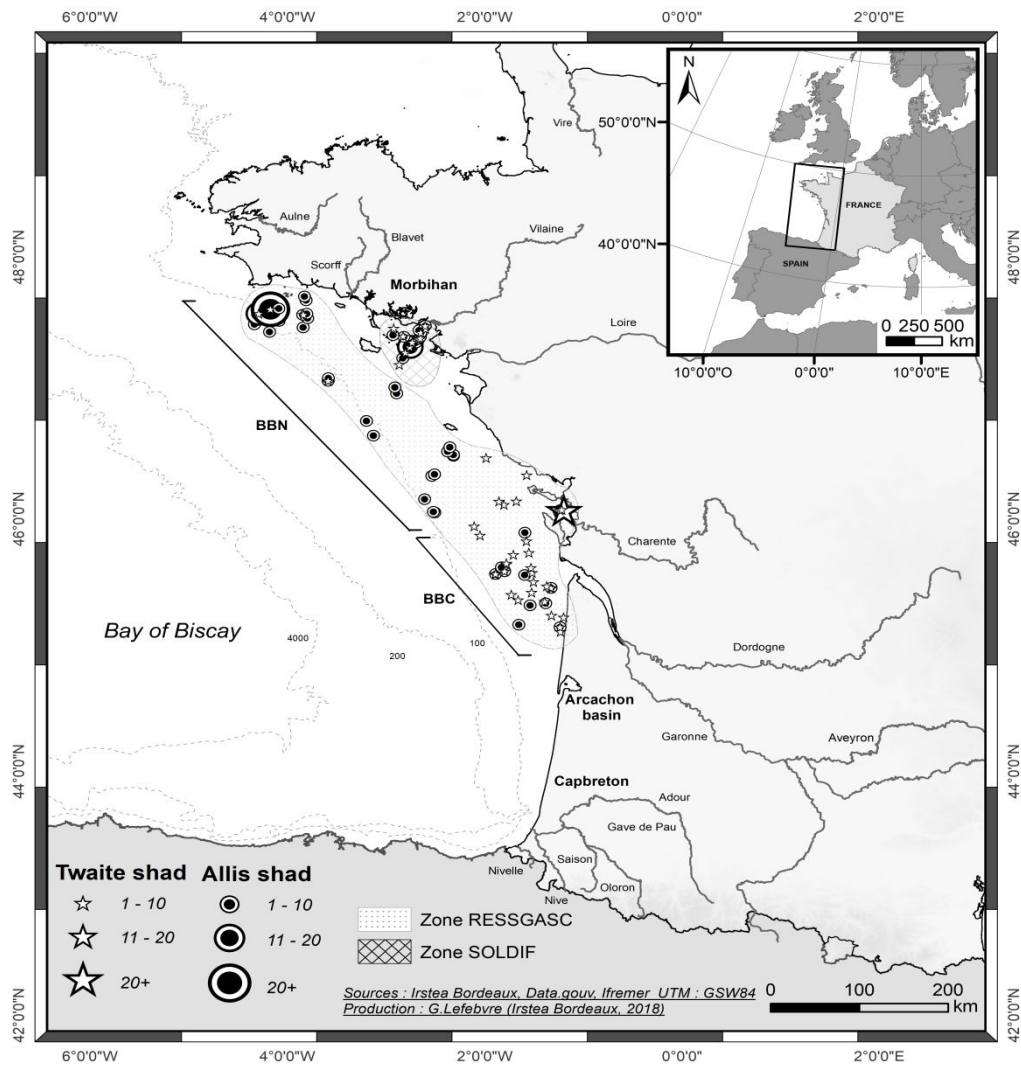 6°0'0"W 4°0'0"W 2°0'0"W 0°0'0"E 2°0'0"E
N
50°0'0"N
40°0'0"N
FRANCE
SPAIN
0 250 500
km
10°0'0"W 0°0'0"E 10°0'0"E
48°0'0"N
46°0'0"N
44°0'0"N
42°0'0"N
48°0'0"N
46°0'0"N
44°0'0"N
42°0'0"N
Vire
Aulne
Blavet
Scorff
Vilaine
Morbihan
Loire
BBN
Charente
BBC
Bay of Biscay
4000
200
100
Dordogne
Arcachon
basin
Garonne
Aveyron
Capbreton
Adour
Gave de Pau
Saison
Nivelle
Oloron
Nive
Twaite shad Allis shad
1 - 10 1 - 10
11 - 20 11 - 20
20+ 20+
Zone RESSGASC
Zone SOLDIF
Sources : Irstea Bordeaux, Data.gouv, Ifremer UTM : GSW84
Production : G.Lefebvre (Irstea Bordeaux, 2018)
0 100 200
km
6°0'0"W 4°0'0"W 2°0'0"W 0°0'0"E 2°0'0"E